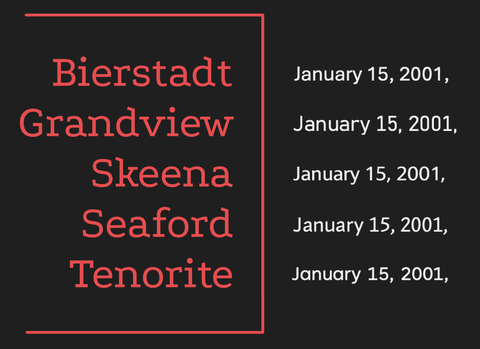 Bierstadt
Grandview
Skeena
Seaford
Tenorite
January 15, 2001,
January 15, 2001,
January 15, 2001,
January 15, 2001,
January 15, 2001,